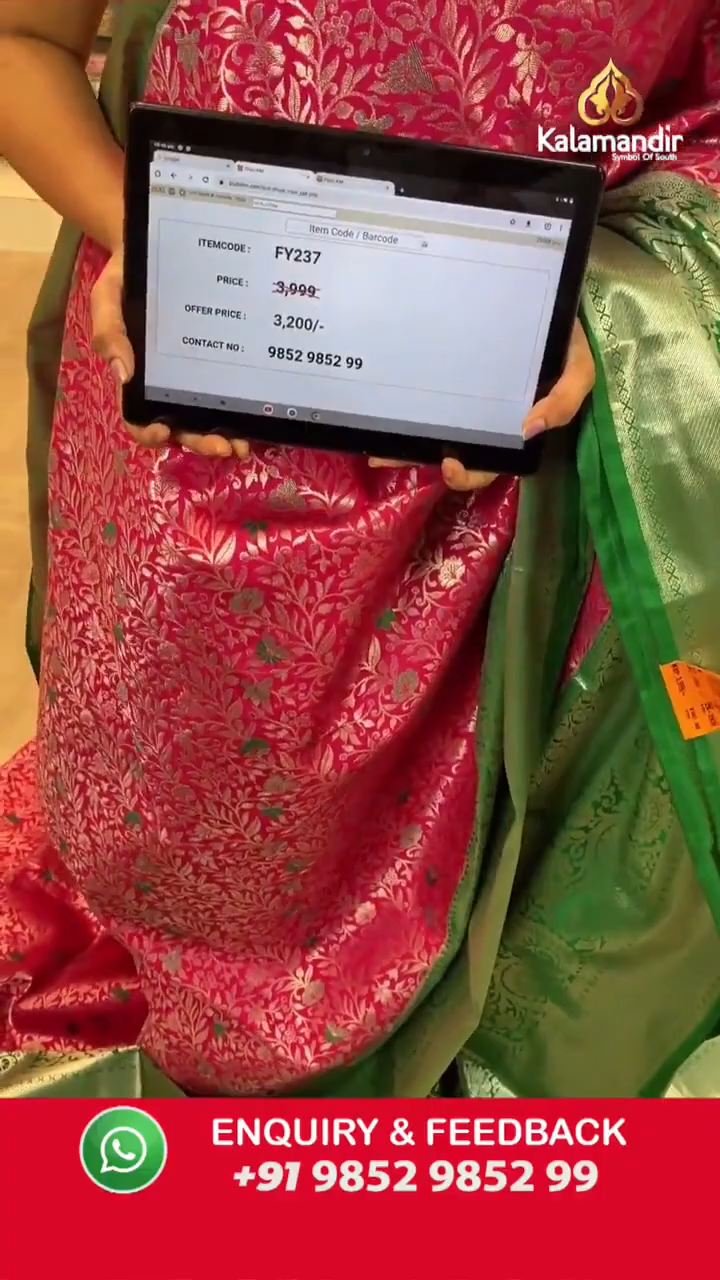 Kalamandir
Symbol Of South
Item Code / Barcode
ITEMCODE : FY237
PRICE : 3,999
OFFER PRICE : 3,200/-
CONTACT NO : 9852 9852 99
ENQUIRY & FEEDBACK
+91 9852 9852 99